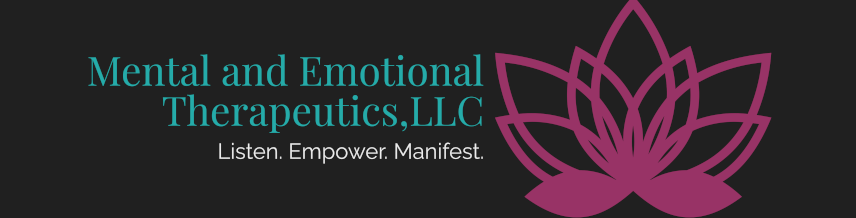 Mental and Emotional
Therapeutics,LLC
Listen. Empower. Manifest.